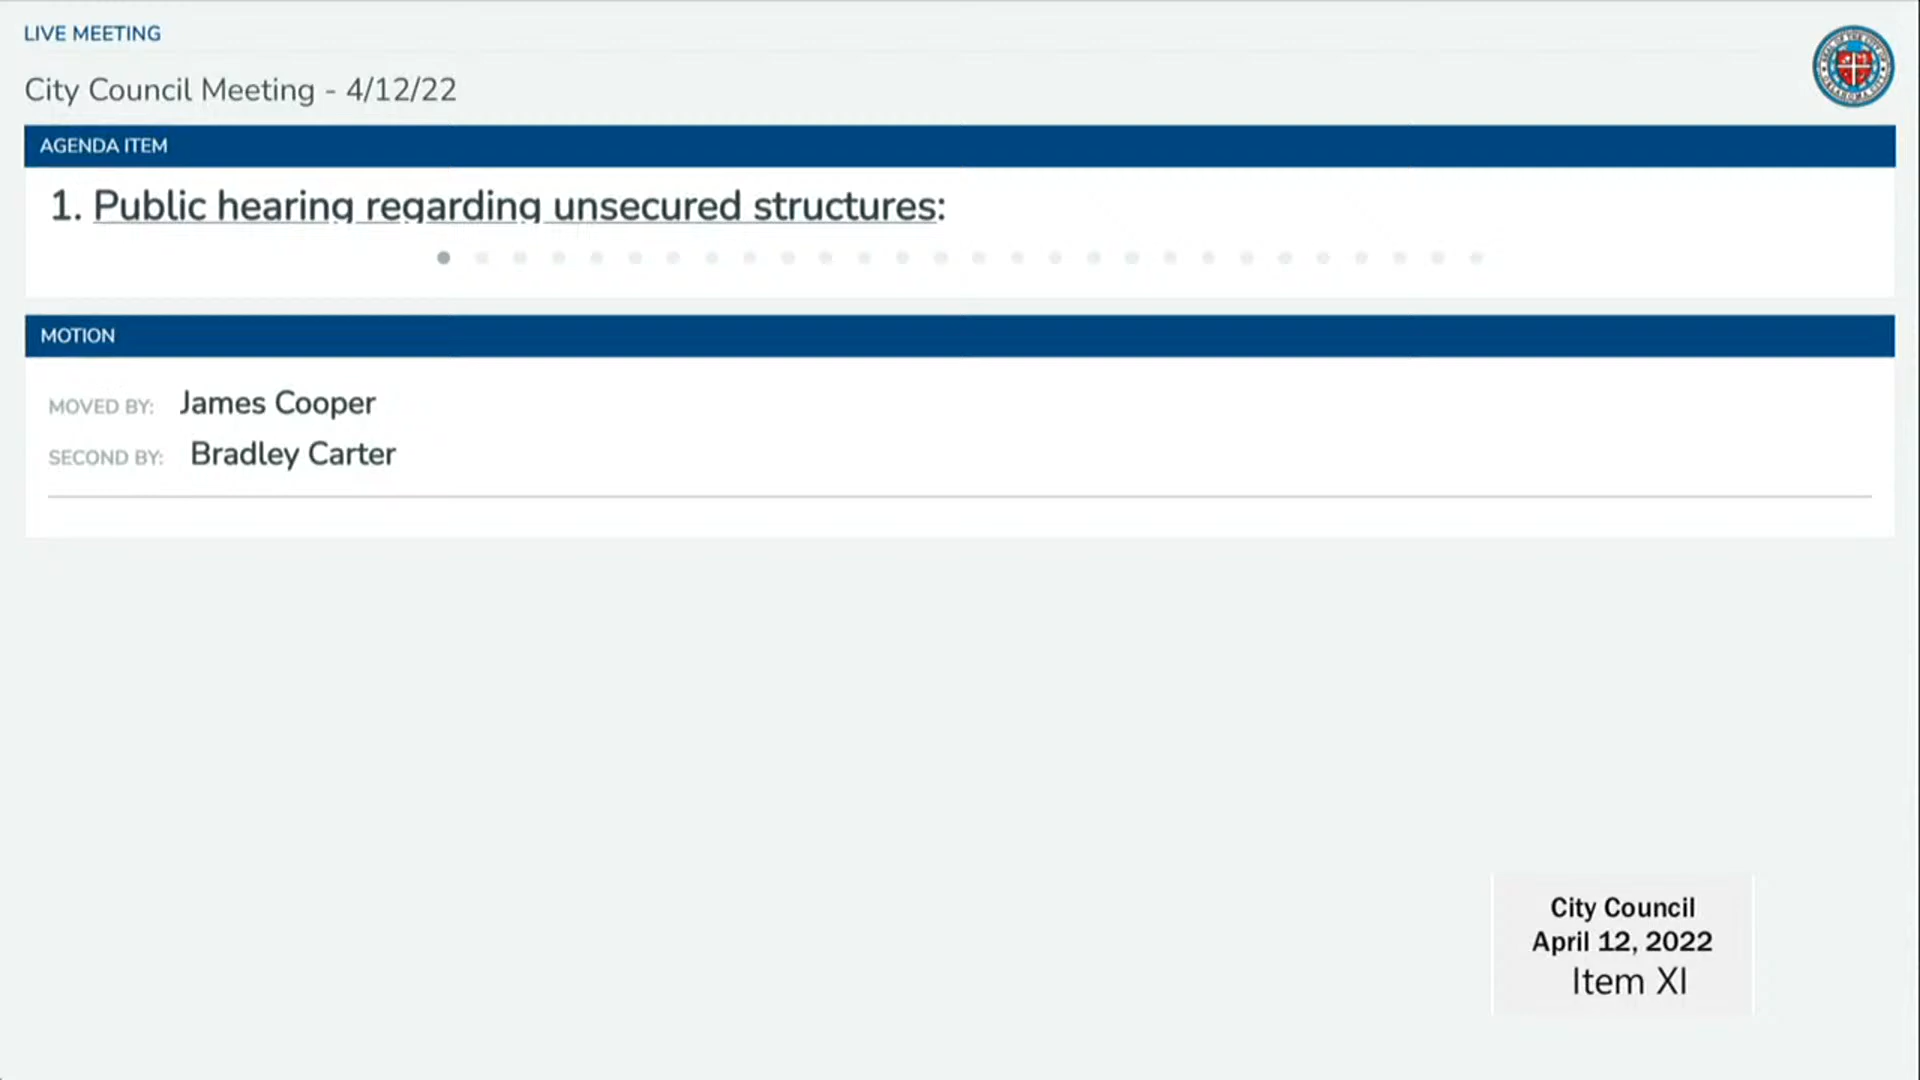 LIVE MEETING
City Council Meeting - 4/12/22
AGENDA ITEM
1. Public hearing regarding unsecured structures:
MOTION
MOVED BY: James Cooper
SECOND BY: Bradley Carter
City Council
April 12, 2022
Item XI